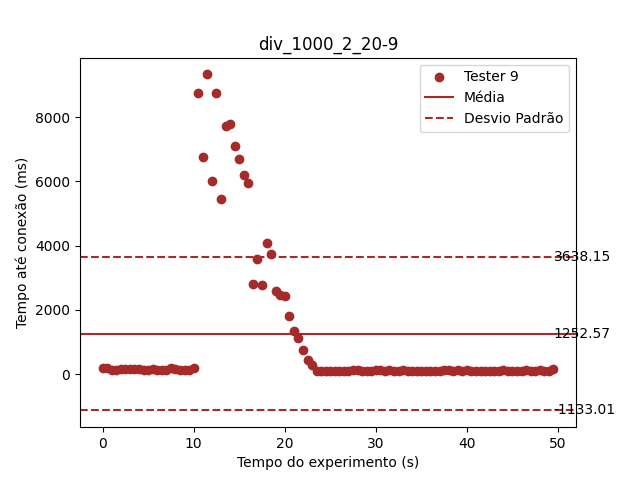 div_1000_2_20-9
Tester 9
Média
Desvio Padrão
8000
6000
4000
2000
0
3638.15
1252.57
-1133.01
Tempo até conexão (ms)
0 10 20 30 40 50
Tempo do experimento (s)